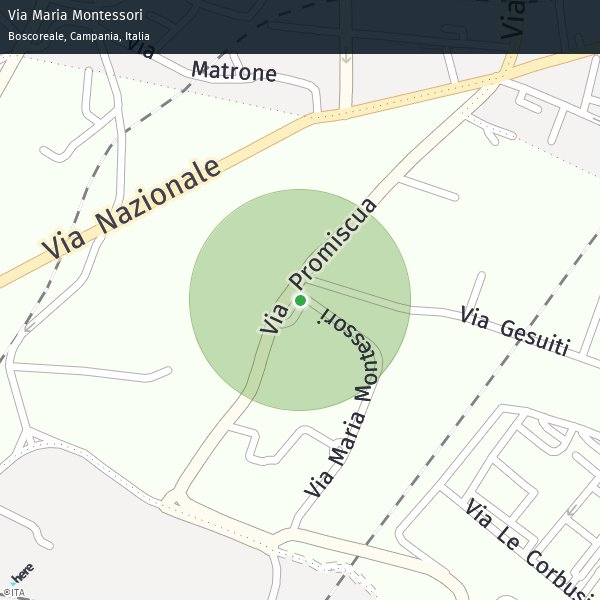 Via Maria Montessori
Boscoreale, Campania, Italia
Via Matrone
Via
Via Nazionale
Via Promiscua
Via Maria Montessori
Via Gesuiti
Via Le Corbusi
here
©ITA